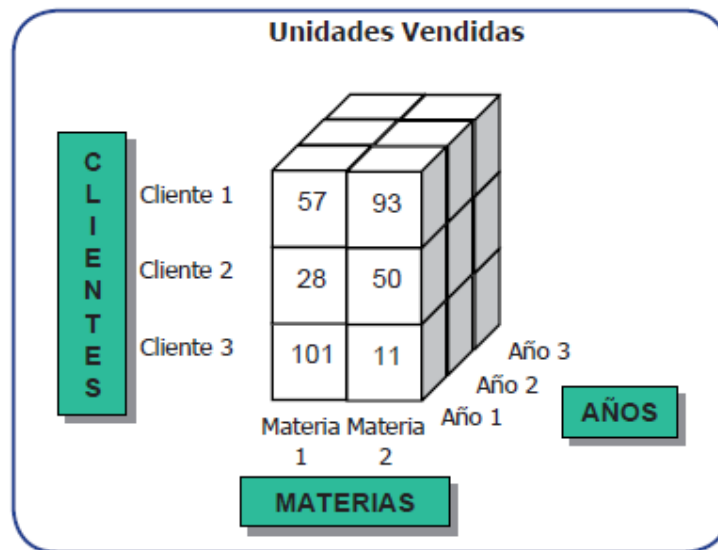 Unidades Vendidas
CLIENTES
Cliente 1
57 93
Cliente 2
28 50
Cliente 3
101 11
Año 3
Año 2
Año 1
AÑOS
Materia Materia
1 2
MATERIAS